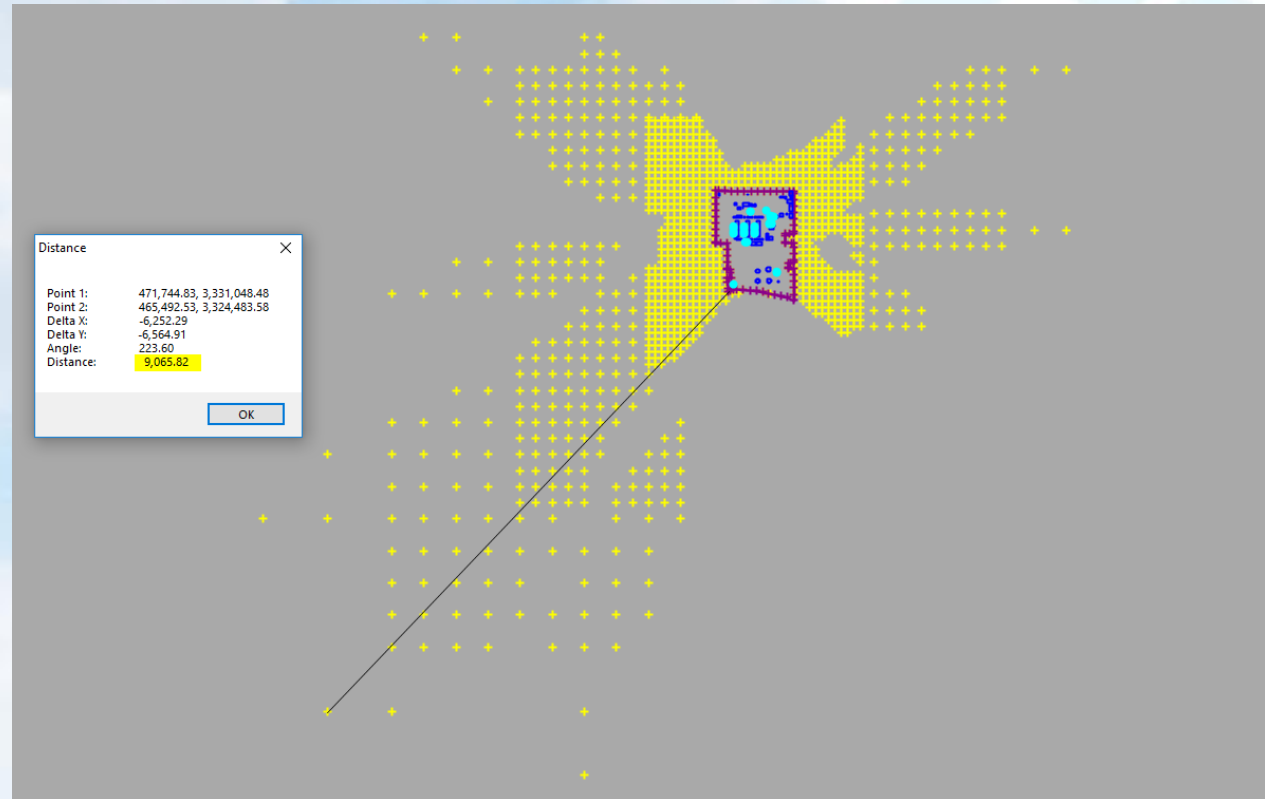 Distance
Point 1: 471,744.83, 3,331,048.48
Point 2: 465,492.53, 3,324,483.58
Delta X: -6,252.29
Delta Y: -6,564.91
Angle: 223.60
Distance: 9,065.82
OK